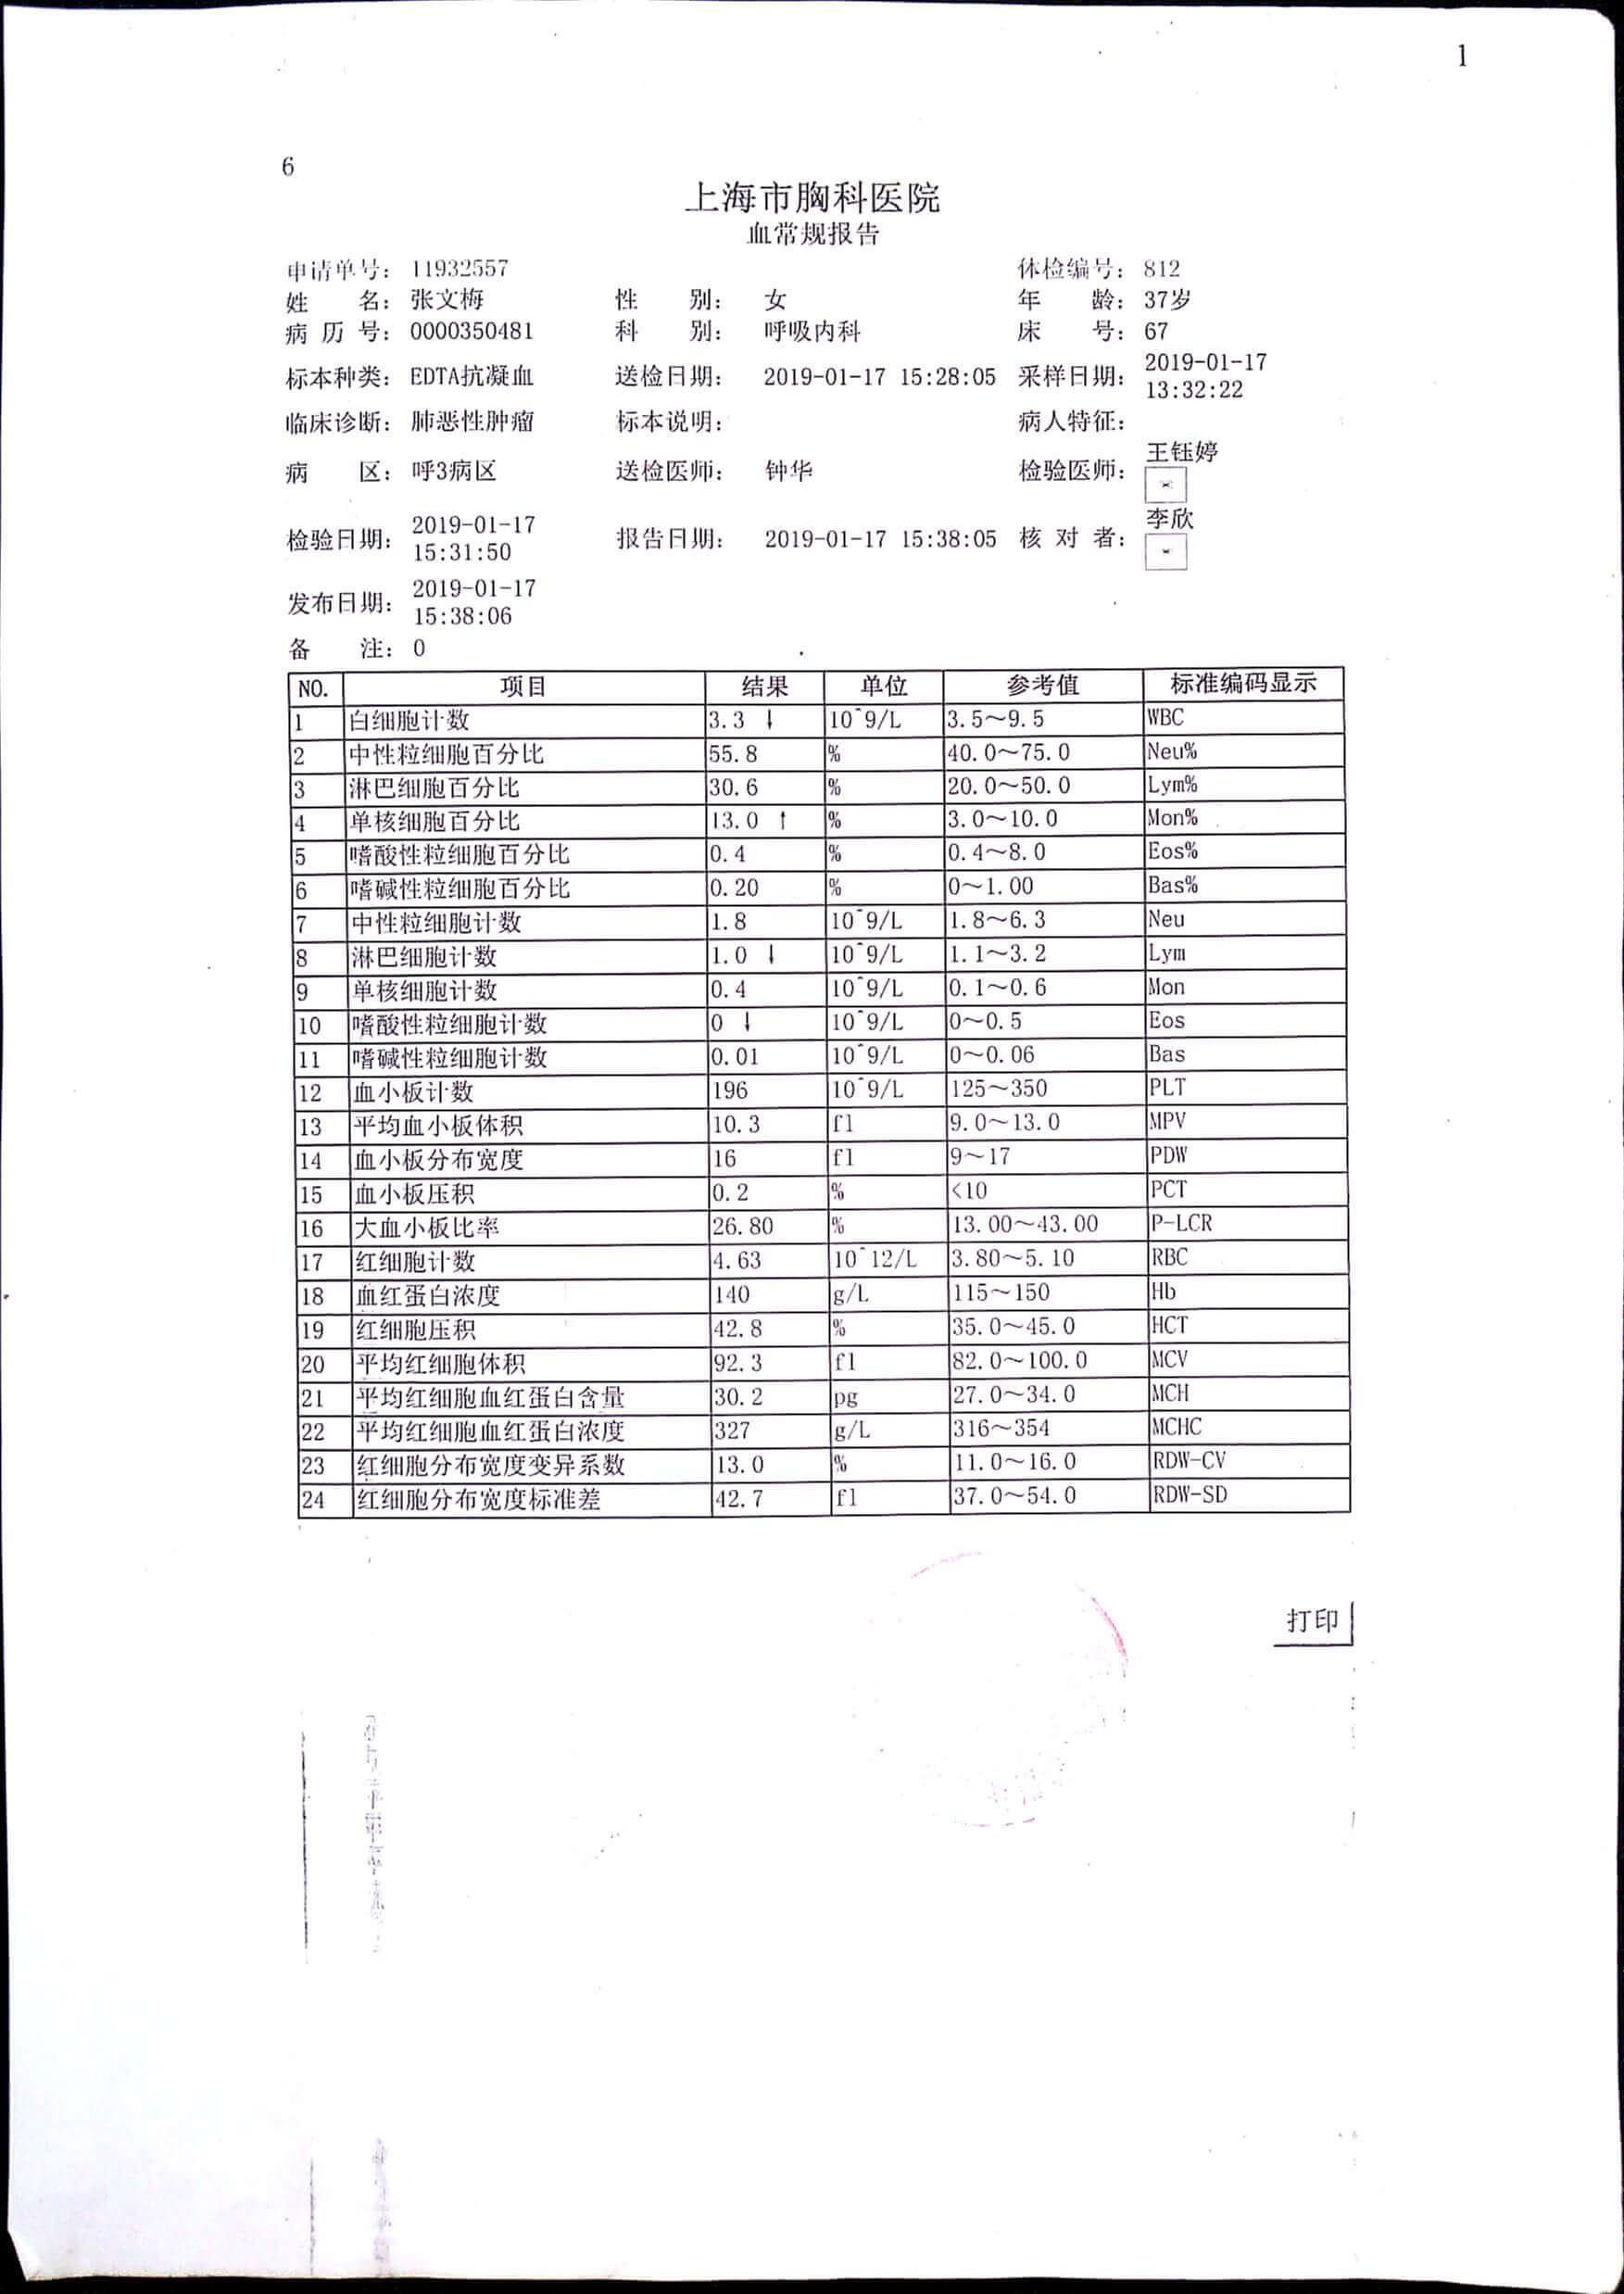 1
6
上海市胸科医院
血常规报告
申请单号: 11932557 体检编号: 812
姓 名: 张文梅 性 别: 女 年 龄: 37岁
病 历 号: 0000350481 科 别: 呼吸内科 床 号: 67
标本种类: EDTA抗凝血 送检日期: 2019-01-17 15:28:05 采样日期: 2019-01-17 13:32:22
临床诊断: 肺恶性肿瘤 标本说明: 病人特征:
病 区: 呼3病区 送检医师: 钟华 检验医师: 王钰婷
检验日期: 2019-01-17 15:31:50 报告日期: 2019-01-17 15:38:05 核 对 者: 李欣
发布日期: 2019-01-17 15:38:06
备 注: 0
NO. 项目 结果 单位 参考值 标准编码显示
1 白细胞计数 3.3 ↓ 10^9/L 3.5~9.5 WBC
2 中性粒细胞百分比 55.8 % 40.0~75.0 Neu%
3 淋巴细胞百分比 30.6 % 20.0~50.0 Lym%
4 单核细胞百分比 13.0 ↑ % 3.0~10.0 Mon%
5 嗜酸性粒细胞百分比 0.4 % 0.4~8.0 Eos%
6 嗜碱性粒细胞百分比 0.20 % 0~1.00 Bas%
7 中性粒细胞计数 1.8 10^9/L 1.8~6.3 Neu
8 淋巴细胞计数 1.0 ↓ 10^9/L 1.1~3.2 Lym
9 单核细胞计数 0.4 10^9/L 0.1~0.6 Mon
10 嗜酸性粒细胞计数 0 ↓ 10^9/L 0~0.5 Eos
11 嗜碱性粒细胞计数 0.01 10^9/L 0~0.06 Bas
12 血小板计数 196 10^9/L 125~350 PLT
13 平均血小板体积 10.3 fl 9.0~13.0 MPV
14 血小板分布宽度 16 fl 9~17 PDW
15 血小板压积 0.2 % <10 PCT
16 大血小板比率 26.80 % 13.00~43.00 P-LCR
17 红细胞计数 4.63 10^12/L 3.80~5.10 RBC
18 血红蛋白浓度 140 g/L 115~150 Hb
19 红细胞压积 42.8 % 35.0~45.0 HCT
20 平均红细胞体积 92.3 fl 82.0~100.0 MCV
21 平均红细胞血红蛋白含量 30.2 pg 27.0~34.0 MCH
22 平均红细胞血红蛋白浓度 327 g/L 316~354 MCHC
23 红细胞分布宽度变异系数 13.0 % 11.0~16.0 RDW-CV
24 红细胞分布宽度标准差 42.7 fl 37.0~54.0 RDW-SD
打印